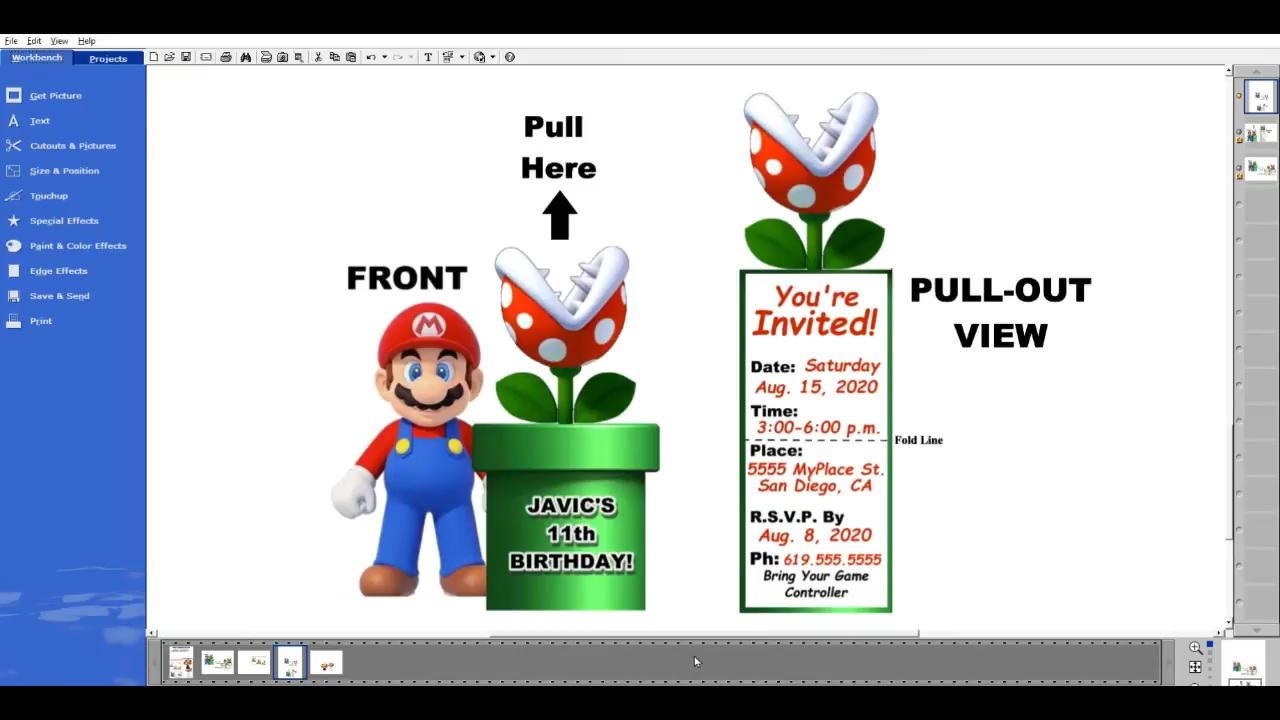 File Edit View Help
Workbench Projects
Get Picture
Text
Cutouts & Pictures
Size & Position
Touchup
Special Effects
Paint & Color Effects
Edge Effects
Save & Send
Print
Pull
Here
FRONT
M
JAVIC'S
11th
BIRTHDAY!
You're
Invited!
Date: Saturday
Aug. 15, 2020
Time:
3:00-6:00 p.m.
Fold Line
Place:
5555 MyPlace St.
San Diego, CA
R.S.V.P. By
Aug. 8, 2020
Ph: 619.555.5555
Bring Your Game
Controller
PULL-OUT
VIEW